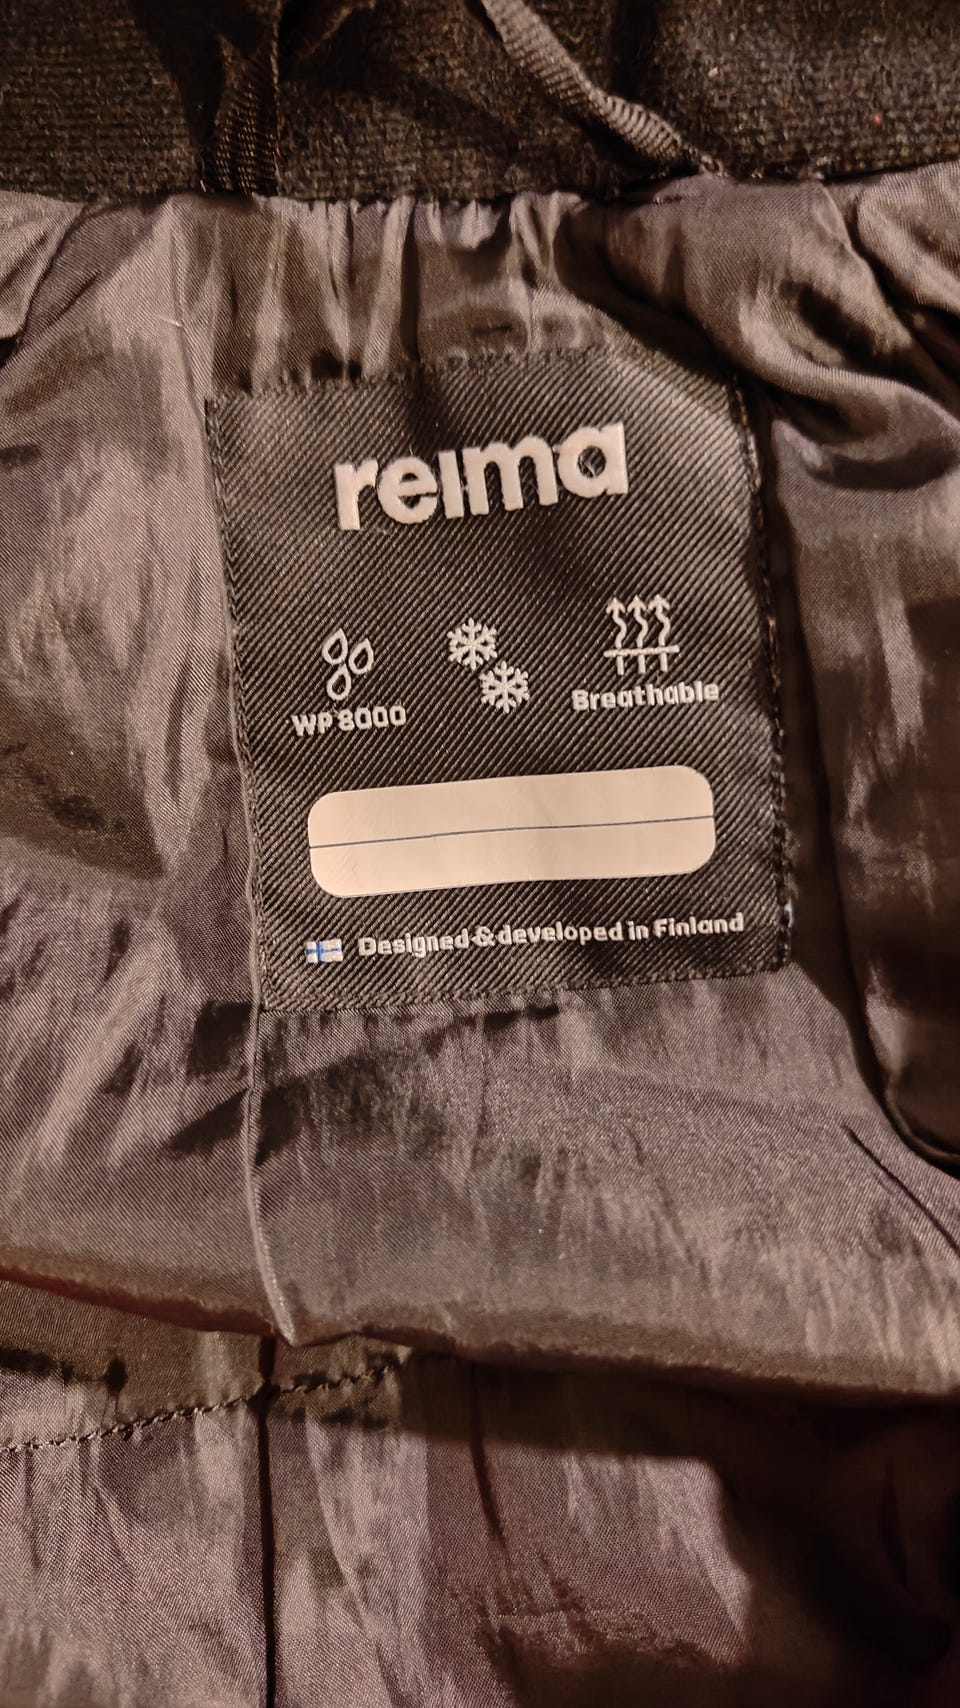 reima
WP 8000
Breathable
Designed & developed in Finland